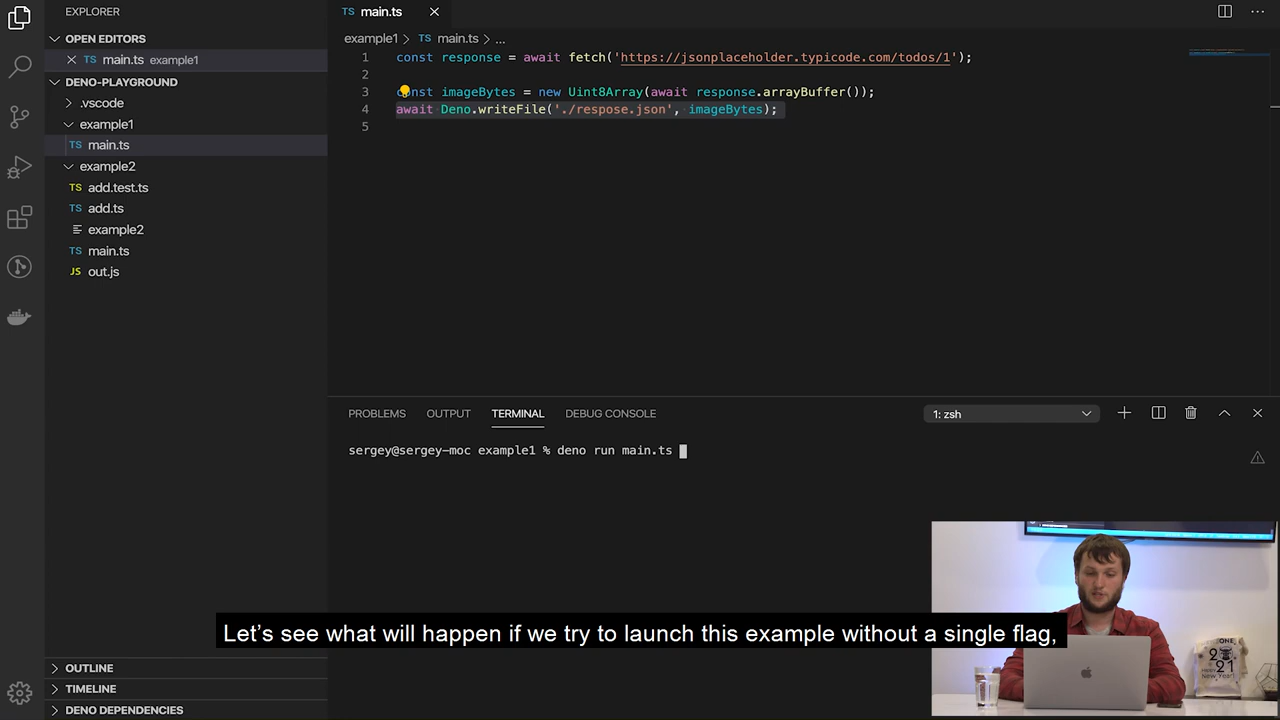 EXPLORER
OPEN EDITORS
main.ts example1
DENO-PLAYGROUND
.vscode
example1
TS main.ts
example2
TS add.test.ts
TS add.ts
example2
TS main.ts
JS out.js
OUTLINE
TIMELINE
DENO DEPENDENCIES
TS main.ts
example1 > TS main.ts > ...
1 const response = await fetch('https://jsonplaceholder.typicode.com/todos/1');
2
3 const imageBytes = new Uint8Array(await response.arrayBuffer());
4 await Deno.writeFile('./respose.json', imageBytes);
5
PROBLEMS OUTPUT TERMINAL DEBUG CONSOLE 1: zsh
sergey@sergey-moc example1 % deno run main.ts
Let's see what will happen if we try to launch this example without a single flag,